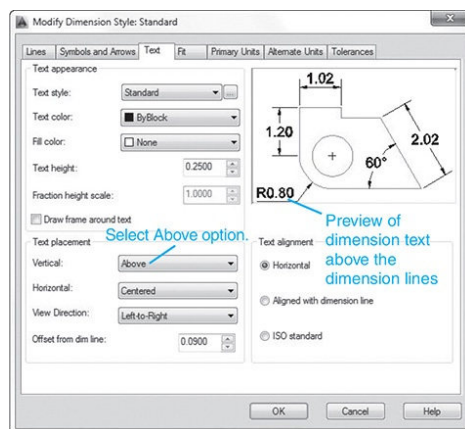 Modify Dimension Style: Standard
Lines Symbols and Arrows Text Fit Primary Units Alternate Units Tolerances
Text appearance
Text style: Standard ...
Text color: ByBlock
Fill color: None
Text height: 0.2500
Fraction height scale: 1.0000
Draw frame around text
1.02
1.20
2.02
60°
R0.80
Select Above option.
Preview of
dimension text
above the
dimension lines
Text placement
Vertical: Above
Horizontal: Centered
View Direction: Left-to-Right
Offset from dim line: 0.0900
Text alignment
Horizontal
Aligned with dimension line
ISO standard
OK Cancel Help